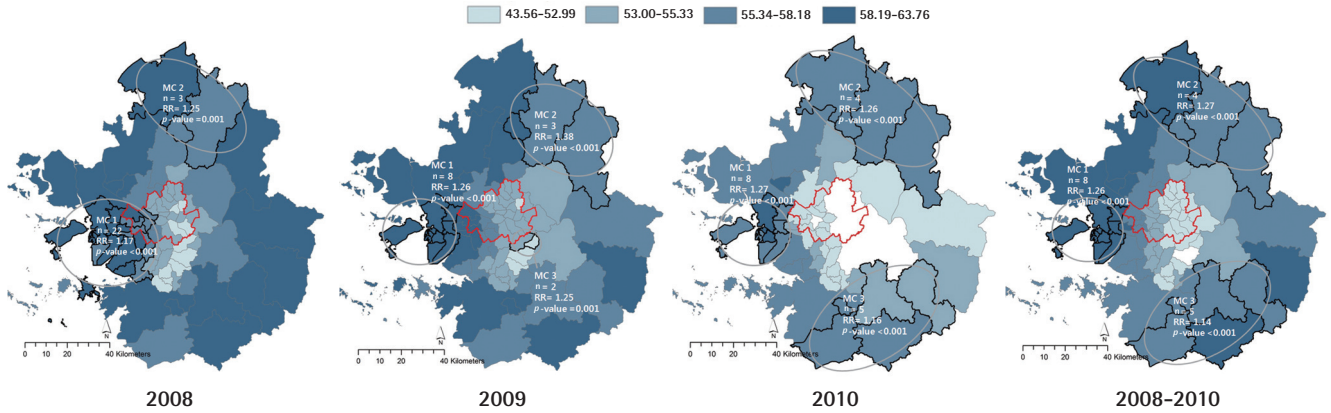 43.56-52.99
53.00-55.33
55.34-58.18
58.19-63.76
MC 2
n = 3
RR= 1.25
p-value =0.001
MC 1
n = 22
RR= 1.17
p-value <0.001
N
0 10 20 40 Kilometers
2008
MC 2
n = 3
RR= 1.38
p-value <0.001
MC 1
n = 8
RR= 1.26
p-value <0.001
MC 3
n = 2
RR= 1.25
p-value =0.001
N
0 10 20 40 Kilometers
2009
MC 2
n = 4
RR= 1.26
p-value <0.001
MC 1
n = 8
RR= 1.27
p-value <0.001
MC 3
n = 5
RR= 1.16
p-value <0.001
N
0 10 20 40 Kilometers
2010
MC 2
n = 4
RR= 1.27
p-value <0.001
MC 1
n = 8
RR= 1.26
p-value <0.001
MC 3
n = 5
RR= 1.14
p-value <0.001
N
0 10 20 40 Kilometers
2008-2010